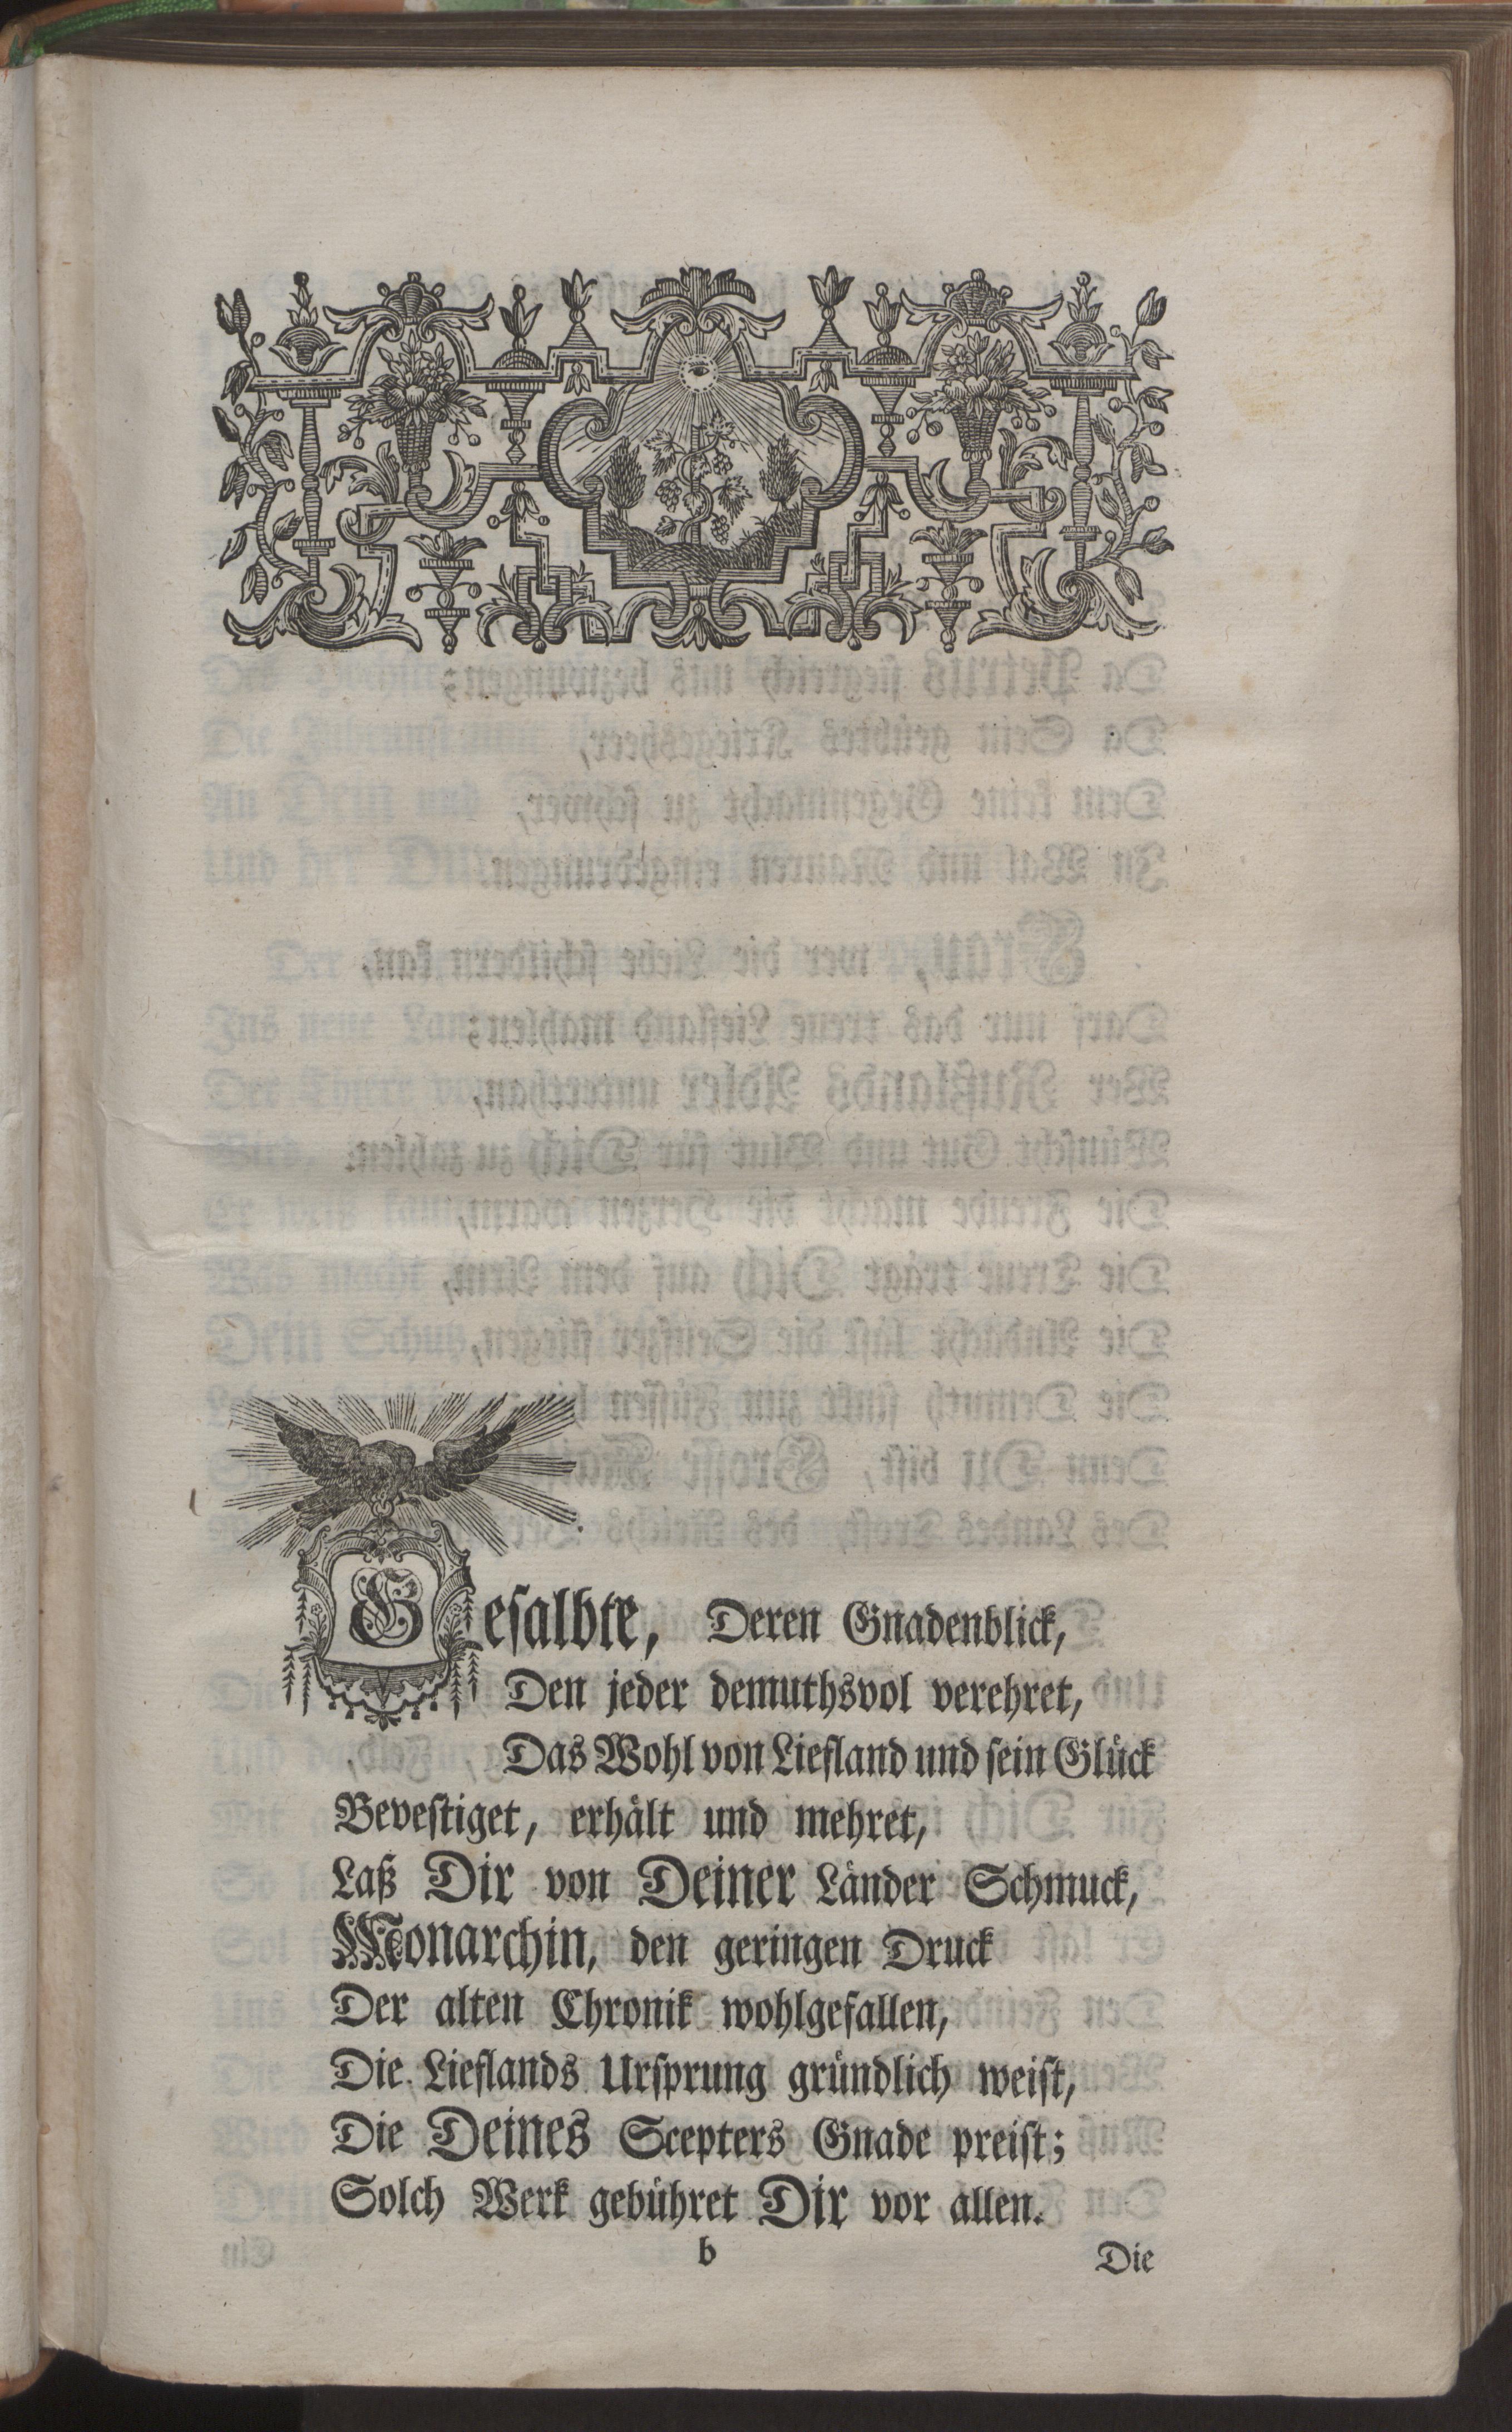 Gesalbte, Deren Gnadenblick,
Den jeder demuthsvol verehret,
Das Wohl von Liefland und sein Glück
Bevestiget, erhält und mehret,
Laß Dir von Deiner Länder Schmuck,
Monarchin, den geringen Druck
Der alten Chronik wohlgefallen,
Die Lieflands Ursprung gründlich weist,
Die Deines Scepters Gnade preist;
Solch Werk gebühret Dir vor allen.
b
Die